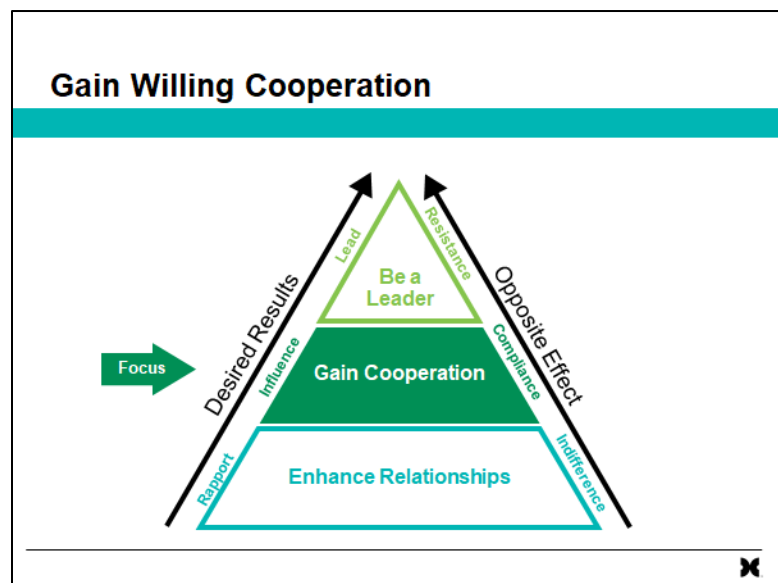 Gain Willing Cooperation
Desired Results
Opposite Effect
Lead
Resistance
Be a
Leader
Focus
Influence
Gain Cooperation
Compliance
Rapport
Enhance Relationships
Indifference